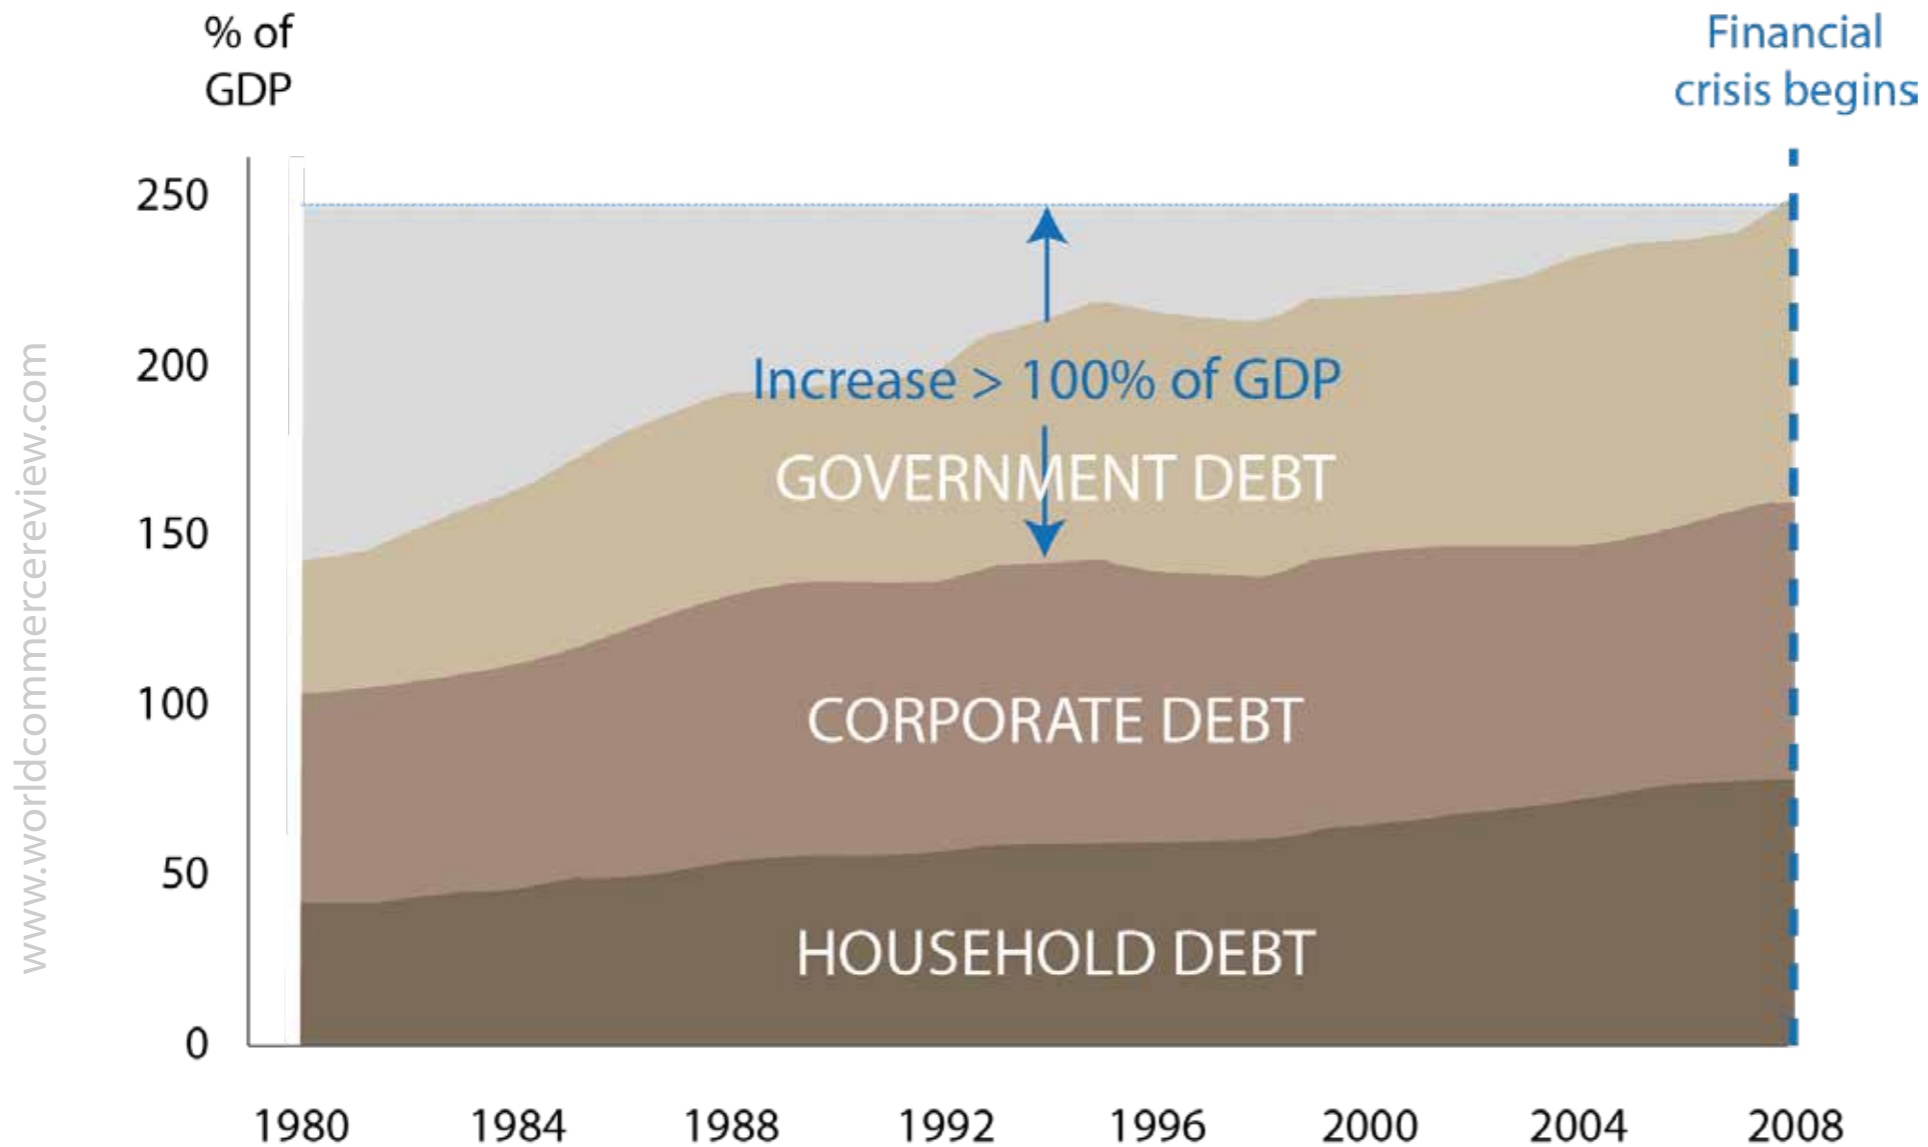 % of
GDP
Financial
crisis begins
250
200
150
100
50
0
Increase > 100% of GDP
GOVERNMENT DEBT
CORPORATE DEBT
HOUSEHOLD DEBT
1980 1984 1988 1992 1996 2000 2004 2008
www.worldcommercereview.com